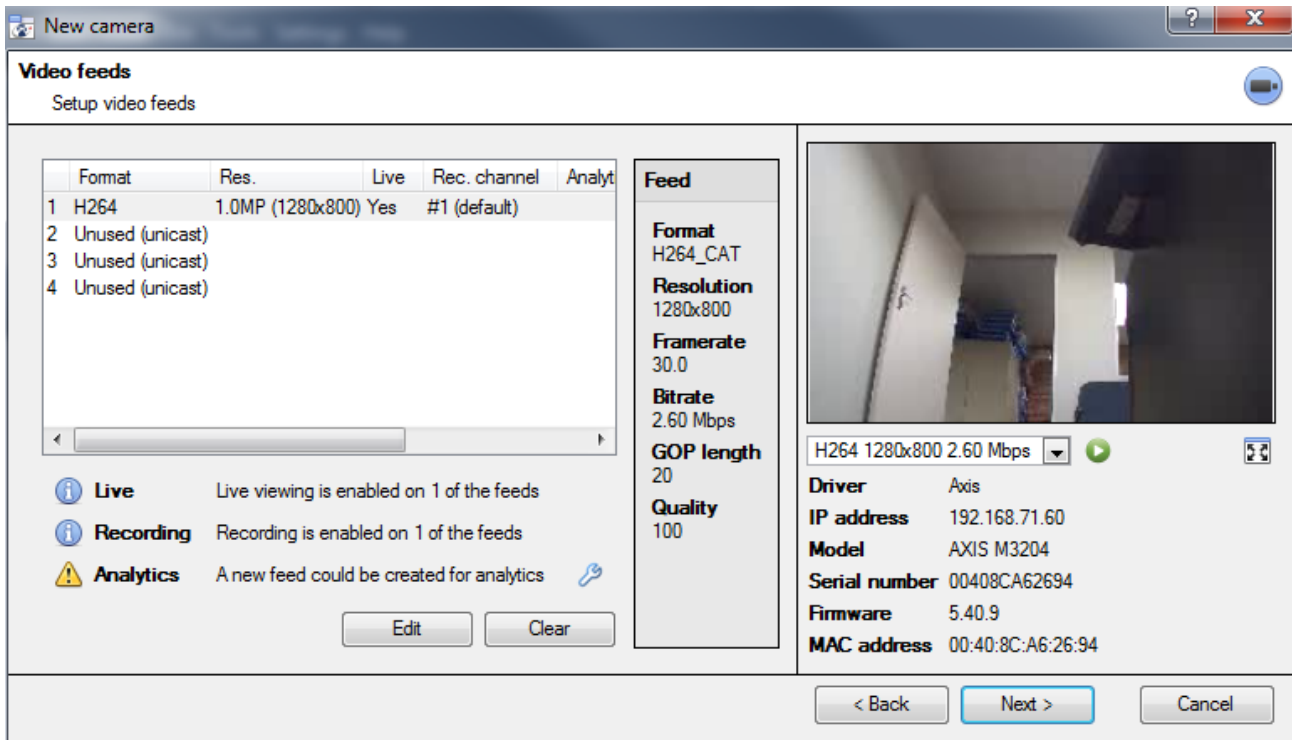 New camera
?
X
Video feeds
Setup video feeds
Format Res. Live Rec. channel Analyt
1 H264 1.0MP (1280x800) Yes #1 (default)
2 Unused (unicast)
3 Unused (unicast)
4 Unused (unicast)
Live Live viewing is enabled on 1 of the feeds
Recording Recording is enabled on 1 of the feeds
Analytics A new feed could be created for analytics
Edit Clear
Feed
Format
H264_CAT
Resolution
1280x800
Framerate
30.0
Bitrate
2.60 Mbps
GOP length
20
Quality
100
H264 1280x800 2.60 Mbps
Driver Axis
IP address 192.168.71.60
Model AXIS M3204
Serial number 00408CA62694
Firmware 5.40.9
MAC address 00:40:8C:A6:26:94
< Back Next > Cancel